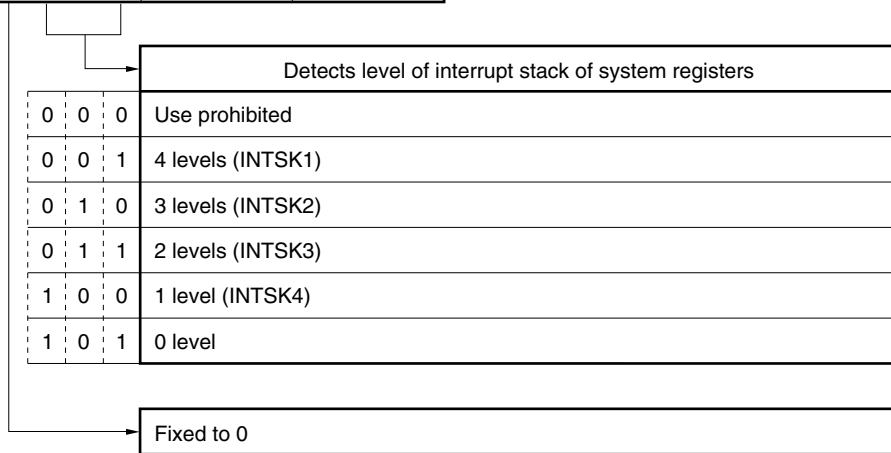 Detects level of interrupt stack of system registers
0 0 0 Use prohibited
0 0 1 4 levels (INTSK1)
0 1 0 3 levels (INTSK2)
0 1 1 2 levels (INTSK3)
1 0 0 1 level (INTSK4)
1 0 1 0 level
Fixed to 0